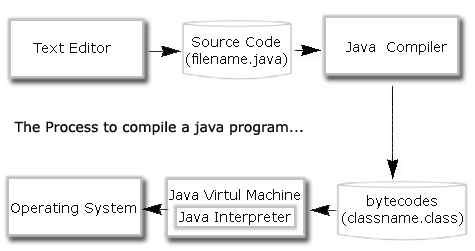 Text Editor
Source Code
(filename.java)
Java Compiler
The Process to compile a java program...
bytecodes
(classname.class)
Java Virtul Machine
Java Interpreter
Operating System